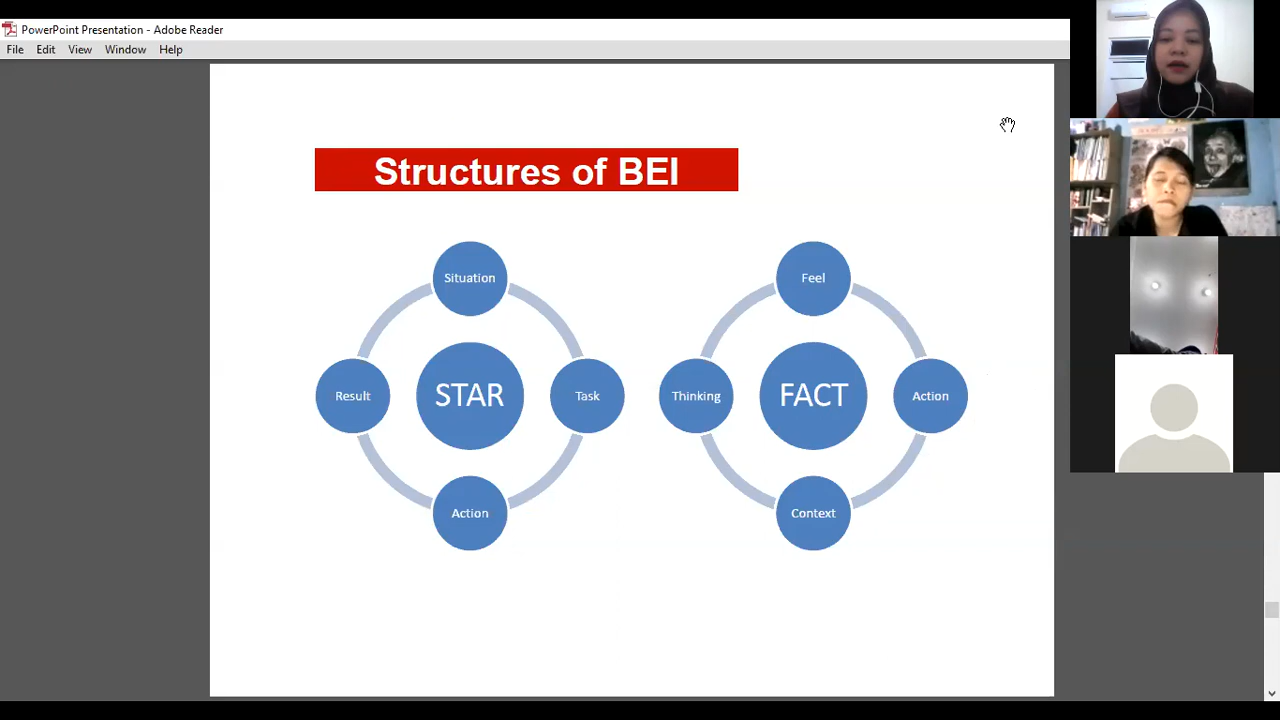 PowerPoint Presentation - Adobe Reader
File Edit View Window Help
Structures of BEI
Situation
Result
STAR
Task
Action
Feel
Thinking
FACT
Action
Context